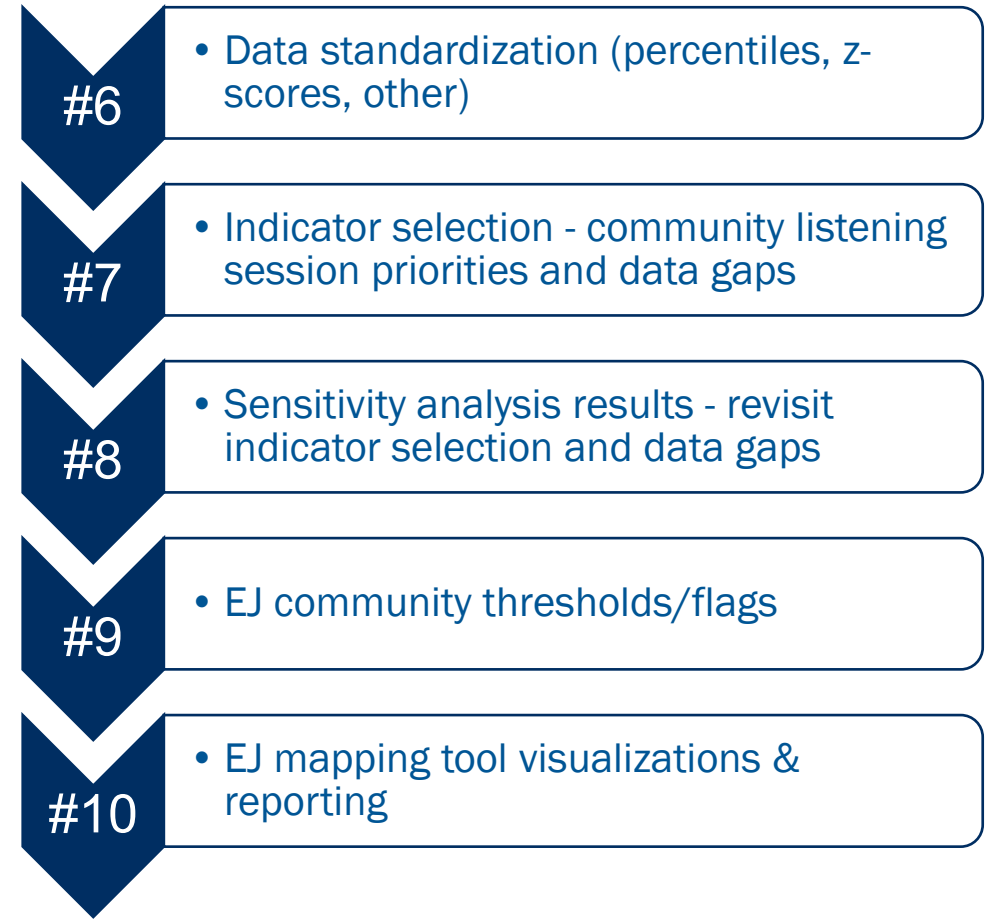 #6
• Data standardization (percentiles, z-
scores, other)
#7
• Indicator selection - community listening
session priorities and data gaps
#8
• Sensitivity analysis results - revisit
indicator selection and data gaps
#9
• EJ community thresholds/flags
#10
• EJ mapping tool visualizations &
reporting